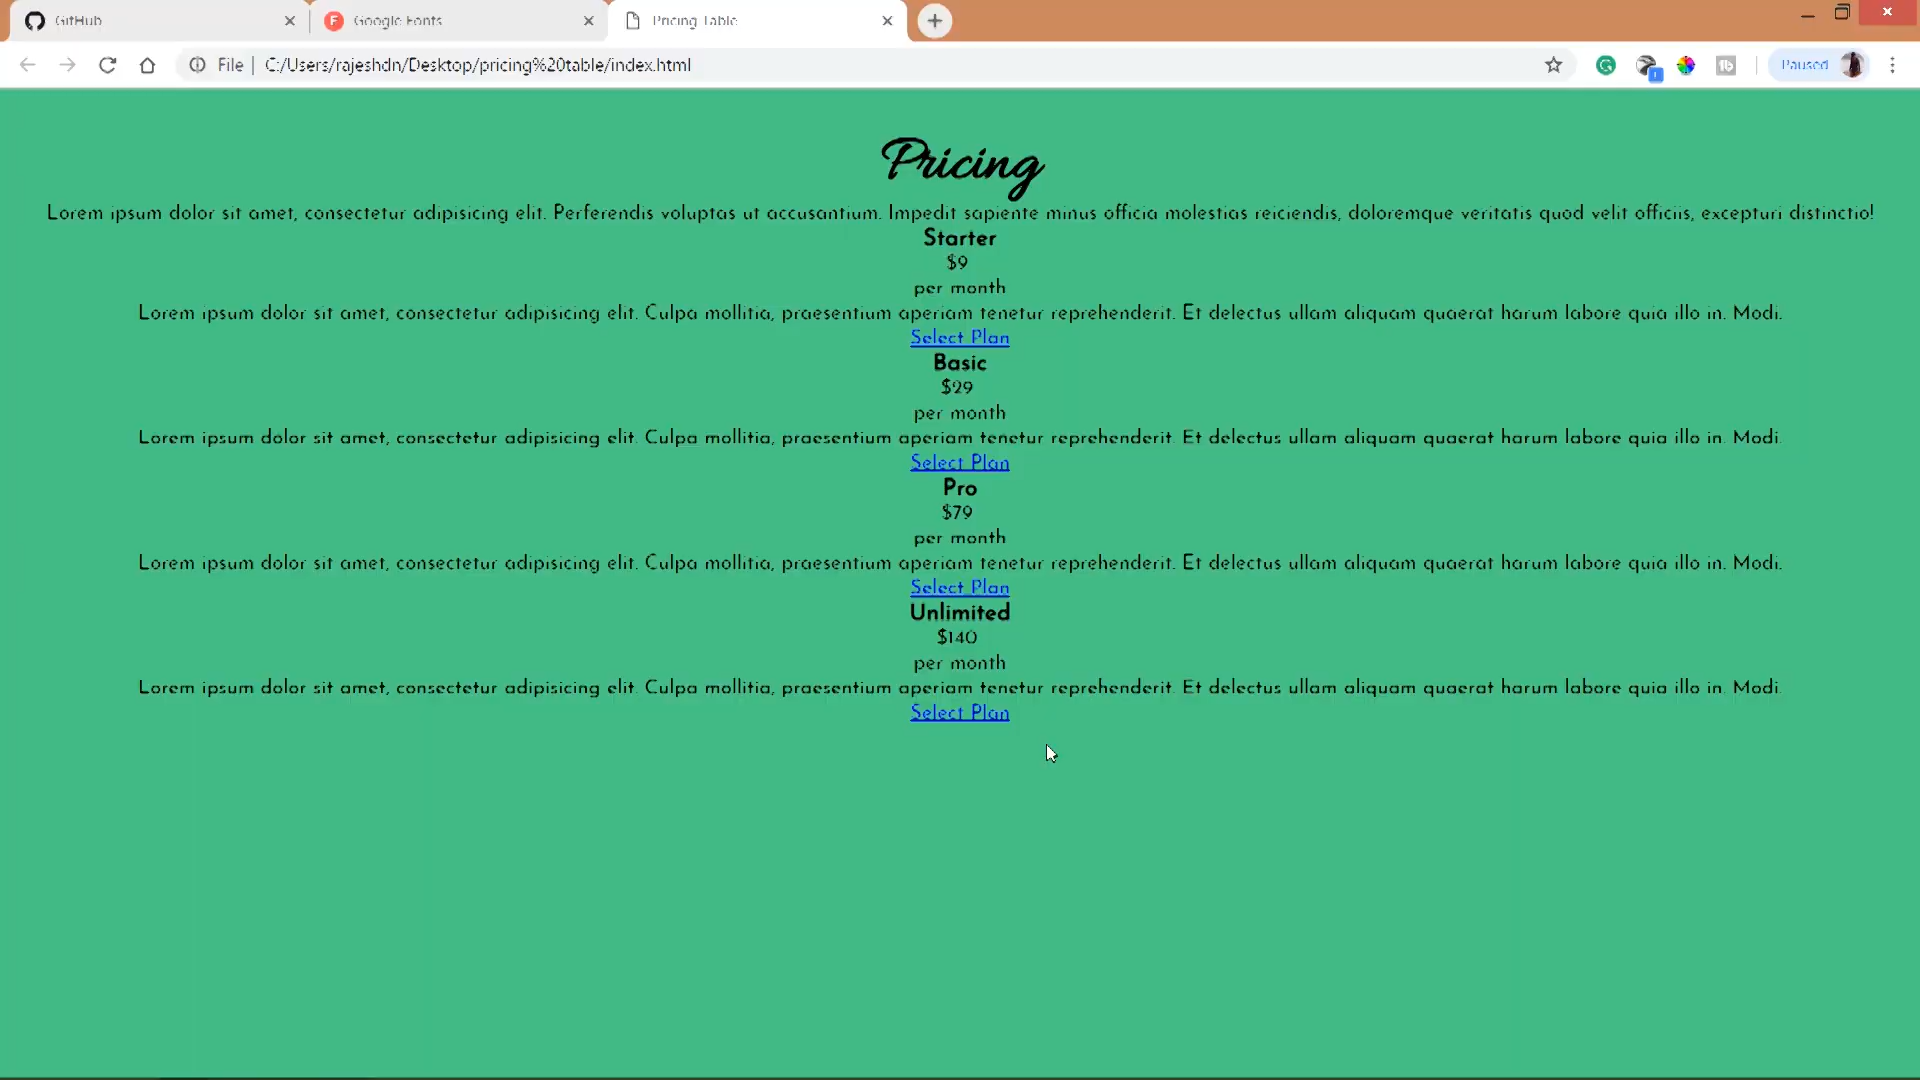 GitHub
Google Fonts
Pricing Table
File
C:/Users/rajeshdn/Desktop/pricing%20table/index.html
Paused
Pricing
Lorem ipsum dolor sit amet, consectetur adipisicing elit. Perferendis voluptas ut accusantium. Impedit sapiente minus officia molestias reiciendis, doloremque veritatis quod velit officiis, excepturi distinctio!
Starter
$9
per month
Lorem ipsum dolor sit amet, consectetur adipisicing elit. Culpa mollitia, praesentium aperiam tenetur reprehenderit. Et delectus ullam aliquam quaerat harum labore quia illo in. Modi.
Select Plan
Basic
$29
per month
Lorem ipsum dolor sit amet, consectetur adipisicing elit. Culpa mollitia, praesentium aperiam tenetur reprehenderit. Et delectus ullam aliquam quaerat harum labore quia illo in. Modi.
Select Plan
Pro
$79
per month
Lorem ipsum dolor sit amet, consectetur adipisicing elit. Culpa mollitia, praesentium aperiam tenetur reprehenderit. Et delectus ullam aliquam quaerat harum labore quia illo in. Modi.
Select Plan
Unlimited
$140
per month
Lorem ipsum dolor sit amet, consectetur adipisicing elit. Culpa mollitia, praesentium aperiam tenetur reprehenderit. Et delectus ullam aliquam quaerat harum labore quia illo in. Modi.
Select Plan